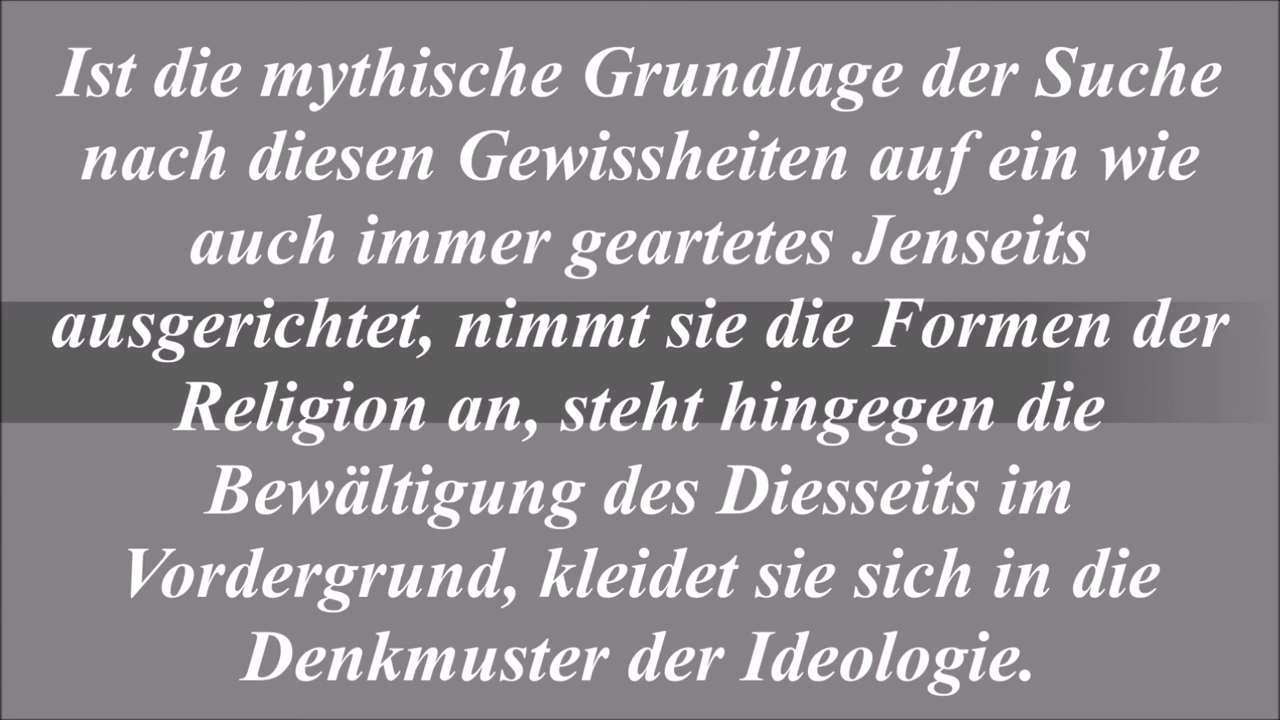 Ist die mythische Grundlage der Suche
nach diesen Gewissheiten auf ein wie
auch immer geartetes Jenseits
ausgerichtet, nimmt sie die Formen der
Religion an, steht hingegen die
Bewältigung des Diesseits im
Vordergrund, kleidet sie sich in die
Denkmuster der Ideologie.